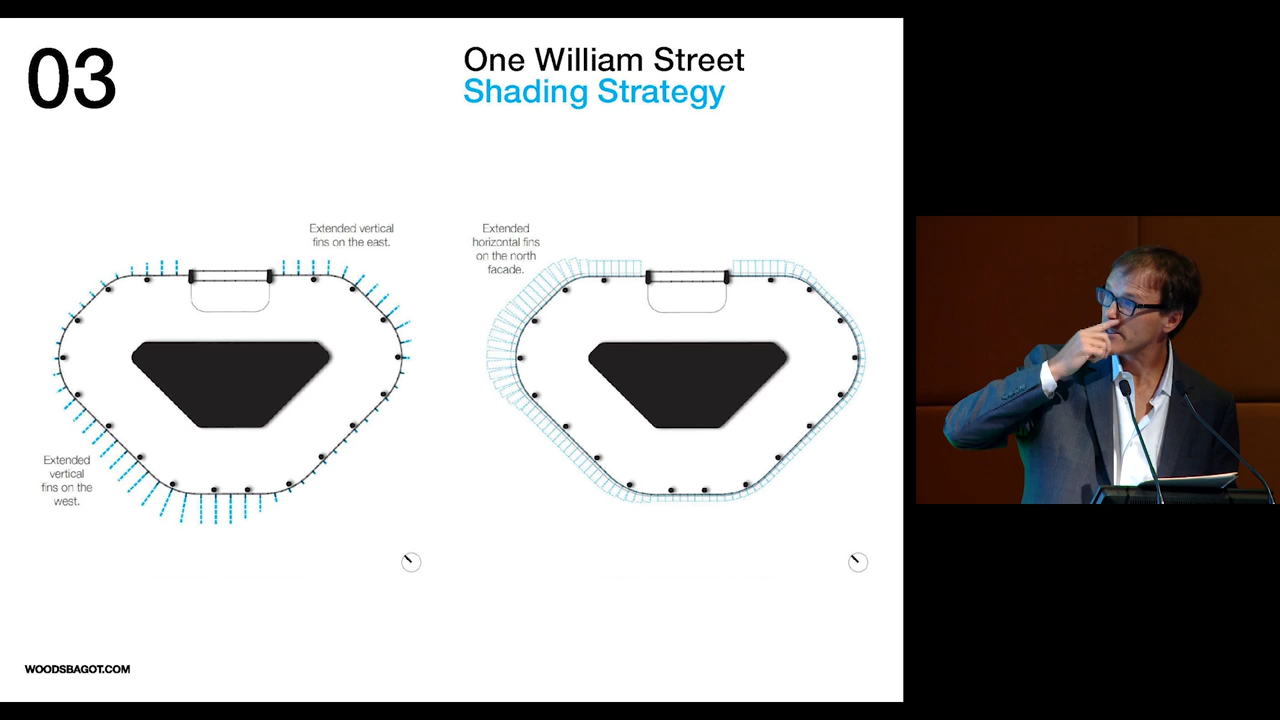 03
One William Street
Shading Strategy
Extended vertical
fins on the east.
Extended
horizontal fins
on the north
facade.
Extended
vertical
fins on the
west.
WOODSBAGOT.COM